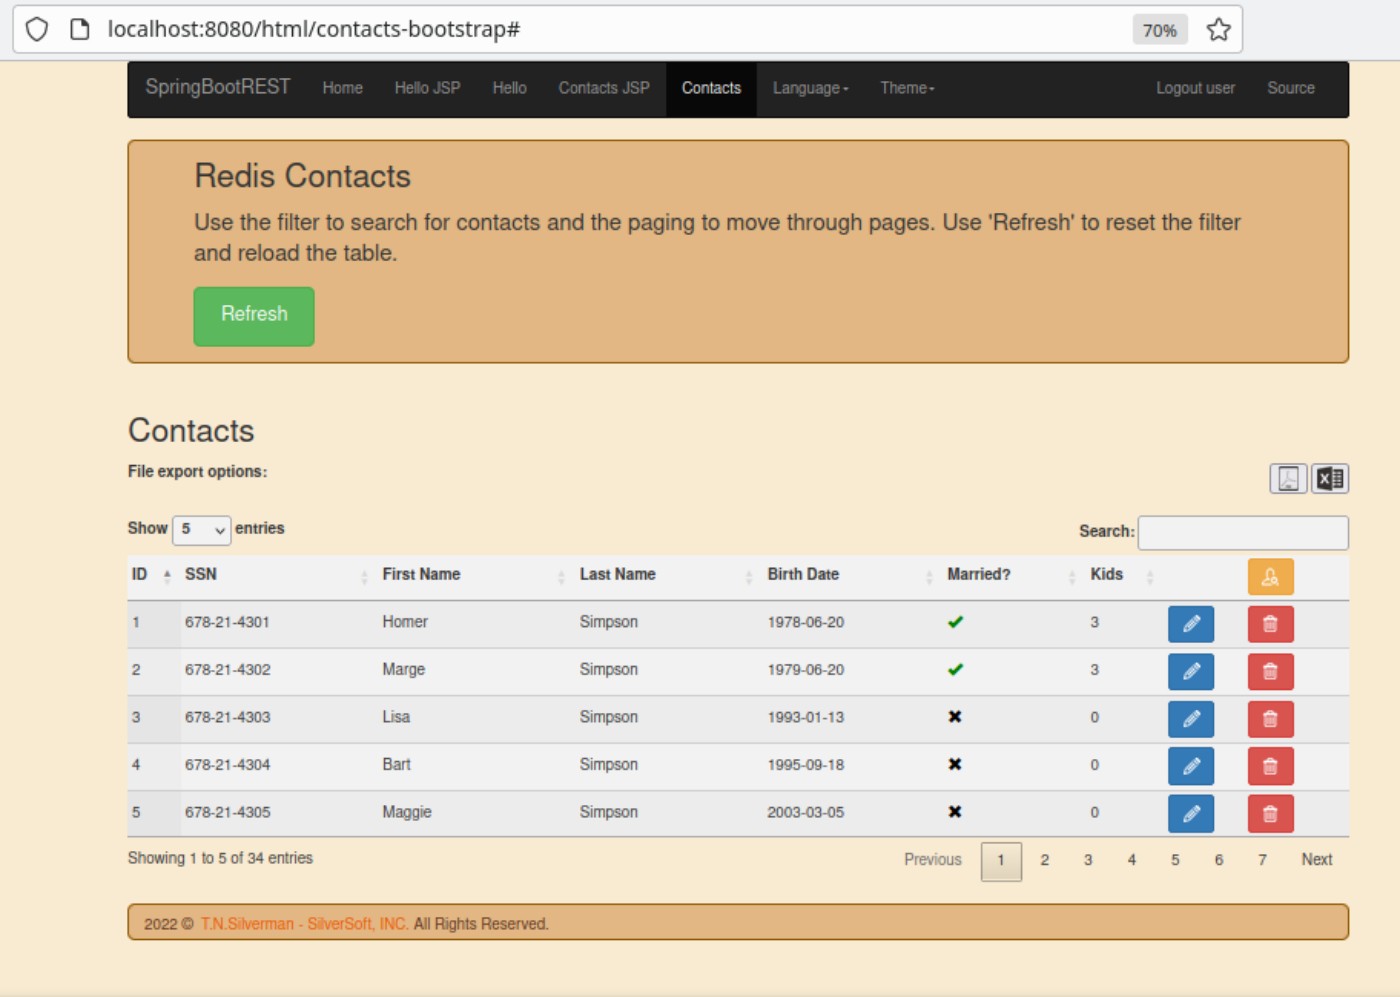 localhost:8080/html/contacts-bootstrap# 70%
SpringBootREST Home Hello JSP Hello Contacts JSP Contacts Language Theme Logout user Source
Redis Contacts
Use the filter to search for contacts and the paging to move through pages. Use 'Refresh' to reset the filter
and reload the table.
Refresh
Contacts
File export options:
Show 5 entries Search:
ID SSN First Name Last Name Birth Date Married? Kids
1 678-21-4301 Homer Simpson 1978-06-20 3
2 678-21-4302 Marge Simpson 1979-06-20 3
3 678-21-4303 Lisa Simpson 1993-01-13 0
4 678-21-4304 Bart Simpson 1995-09-18 0
5 678-21-4305 Maggie Simpson 2003-03-05 0
Showing 1 to 5 of 34 entries Previous 1 2 3 4 5 6 7 Next
2022 © T.N.Silverman - SilverSoft, INC. All Rights Reserved.